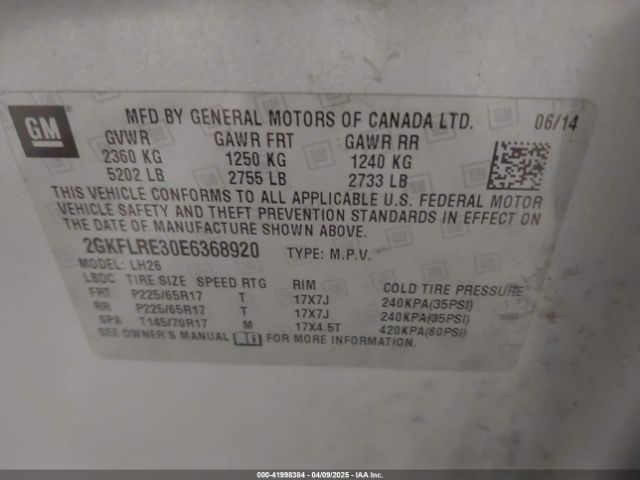 GM
MFD BY GENERAL MOTORS OF CANADA LTD. 06/14
GVWR GAWR FRT GAWR RR
2360 KG 1250 KG 1240 KG
5202 LB 2755 LB 2733 LB
THIS VEHICLE CONFORMS TO ALL APPLICABLE U.S. FEDERAL MOTOR
VEHICLE SAFETY AND THEFT PREVENTION STANDARDS IN EFFECT ON
THE DATE OF MANUFACTURE SHOWN ABOVE.
2GKFLRE30E6368920 TYPE: M.P.V.
MODEL: LH26
LBDC TIRE SIZE SPEED RTG RIM COLD TIRE PRESSURE
FRT P225/65R17 T 17X7J 240KPA(35PSI)
RR P225/65R17 T 17X7J 240KPA(35PSI)
SPA T145/70R17 M 17X4.5T 420KPA(60PSI)
SEE OWNER'S MANUAL FOR MORE INFORMATION.
000-41998384 - 04/09/2025 - IAA Inc.